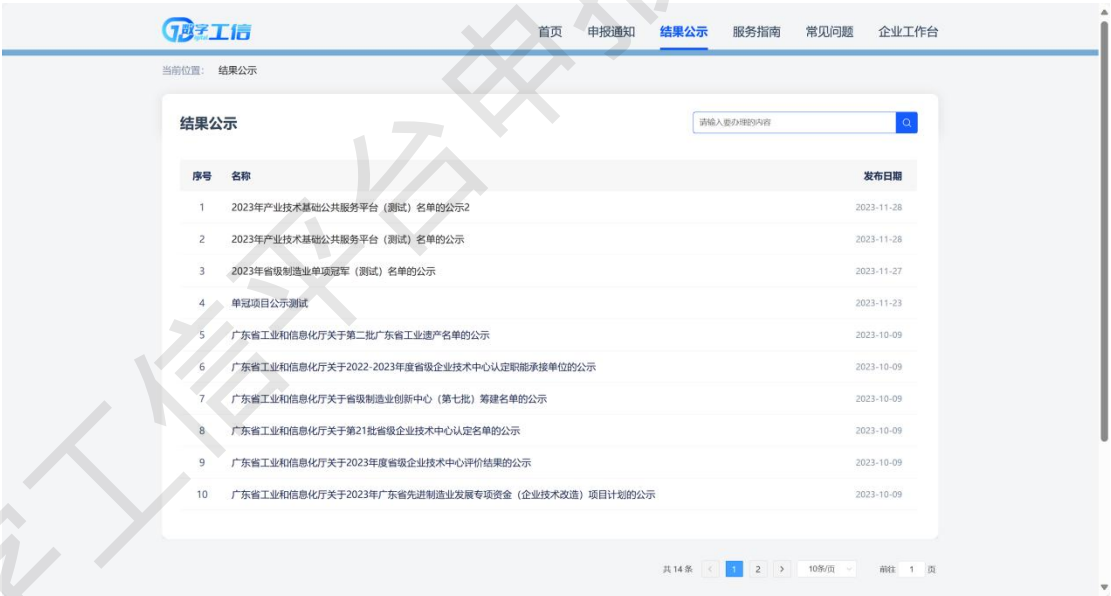 数字工信
首页 申报通知 结果公示 服务指南 常见问题 企业工作台
当前位置： 结果公示
结果公示
请输入要办理的内容
序号 名称 发布日期
1 2023年产业技术基础公共服务平台（测试）名单的公示2 2023-11-28
2 2023年产业技术基础公共服务平台（测试）名单的公示 2023-11-28
3 2023年省级制造业单项冠军（测试）名单的公示 2023-11-27
4 单冠项目公示测试 2023-11-23
5 广东省工业和信息化厅关于第二批广东省工业遗产名单的公示 2023-10-09
6 广东省工业和信息化厅关于2022-2023年度省级企业技术中心认定职能承接单位的公示 2023-10-09
7 广东省工业和信息化厅关于省级制造业创新中心（第七批）筹建名单的公示 2023-10-09
8 广东省工业和信息化厅关于第21批省级企业技术中心认定名单的公示 2023-10-09
9 广东省工业和信息化厅关于2023年度省级企业技术中心评价结果的公示 2023-10-09
10 广东省工业和信息化厅关于2023年广东省先进制造业发展专项资金（企业技术改造）项目计划的公示 2023-10-09
共 14 条 < 1 2 > 10条/页 前往 1 页
工信平台申报